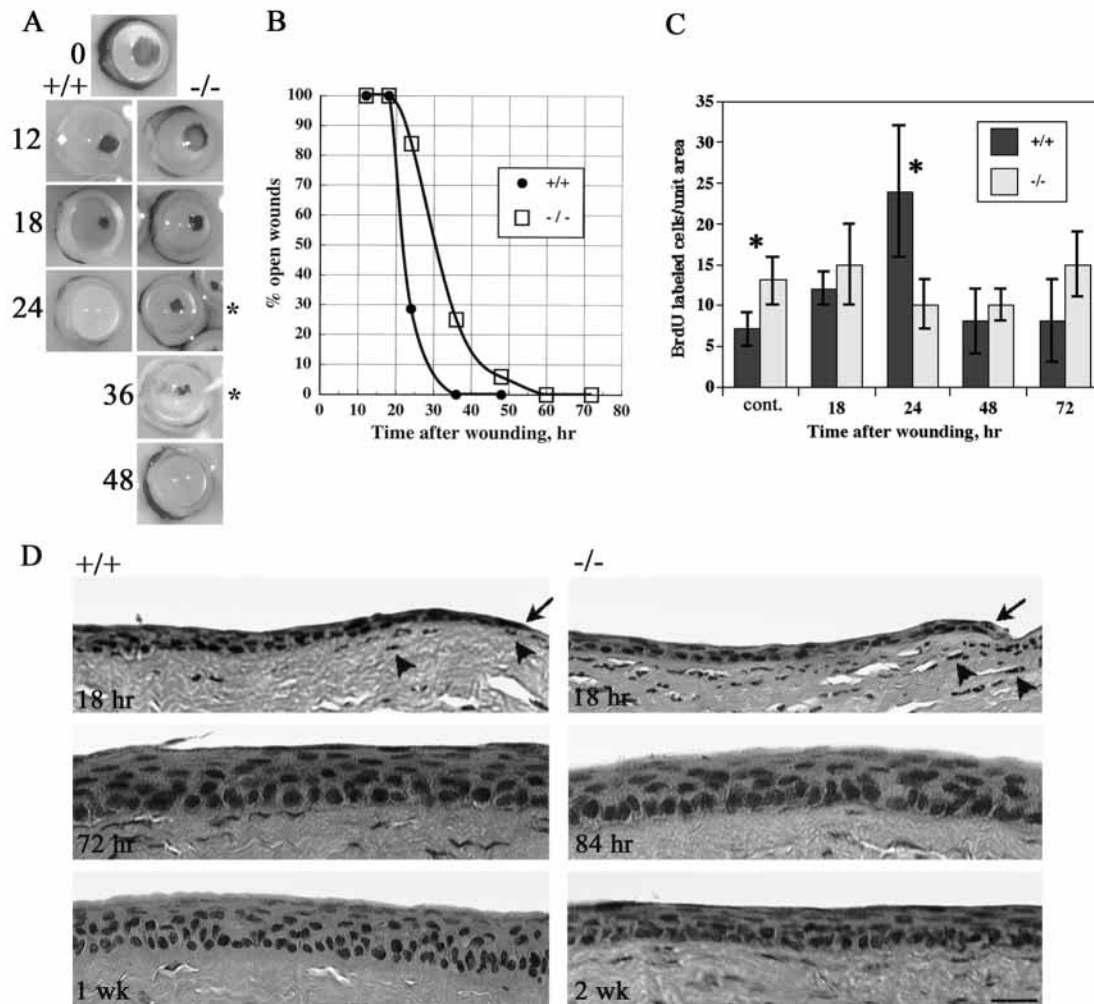 A
0
+/+ -/-
12
18
24 *
36 *
48
B
100
90
80
70
60
50
40
30
20
10
0
% open wounds
+/+
- / -
0 10 20 30 40 50 60 70 80
Time after wounding, hr
C
35
30
25
20
15
10
5
0
BrdU labeled cells/unit area
+/+
-/-
*
*
cont. 18 24 48 72
Time after wounding, hr
D
+/+ -/-
18 hr 18 hr
72 hr 84 hr
1 wk 2 wk